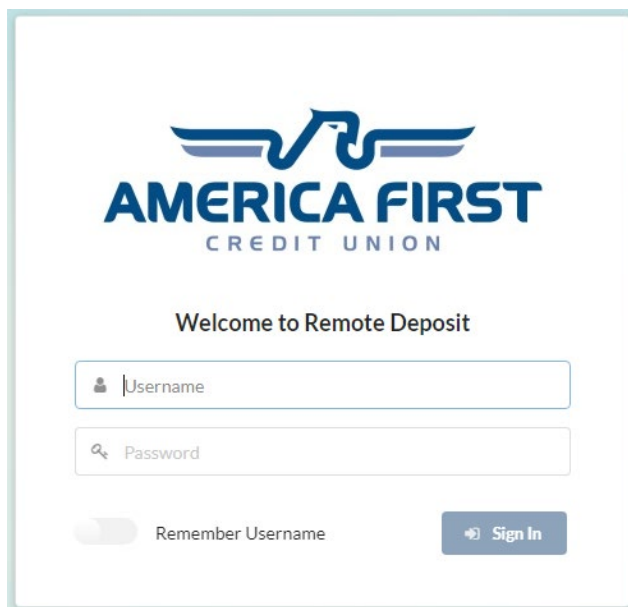 AMERICA FIRST
CREDIT UNION
Welcome to Remote Deposit
Username
Password
Remember Username
Sign In